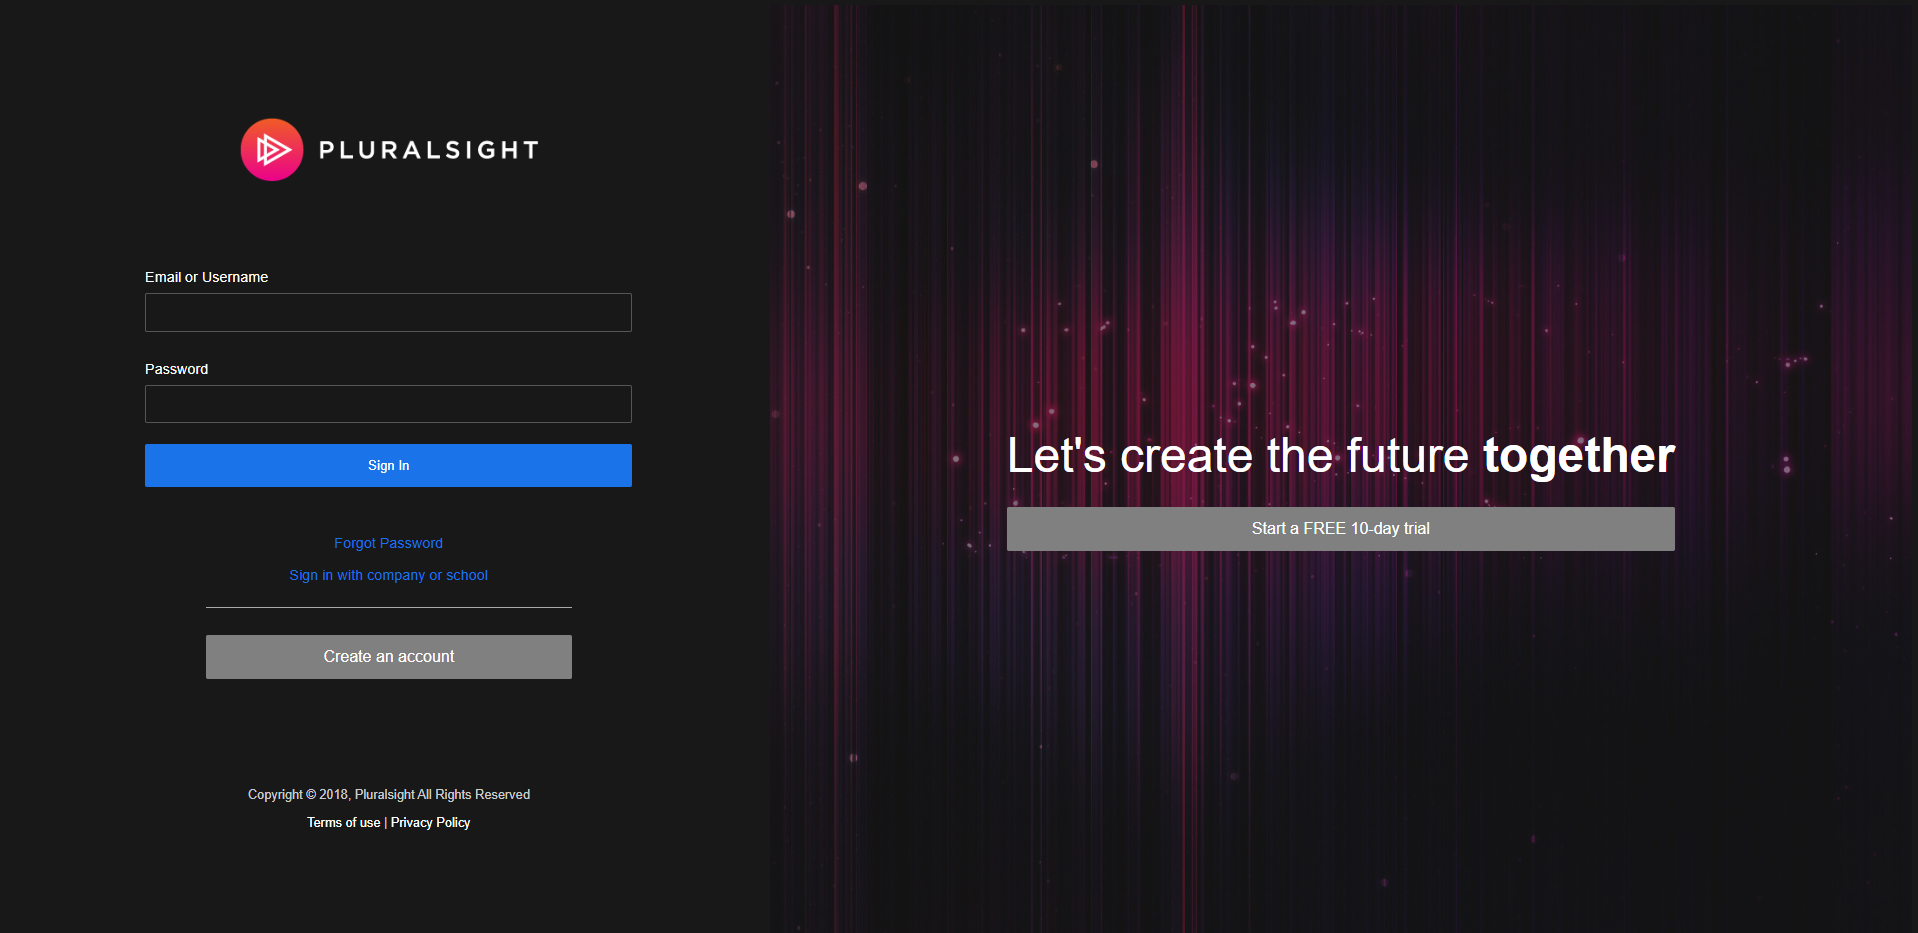 PLURALSIGHT
Email or Username
Password
Sign In
Forgot Password
Sign in with company or school
Create an account
Copyright © 2018, Pluralsight All Rights Reserved
Terms of use | Privacy Policy
Let's create the future together
Start a FREE 10-day trial